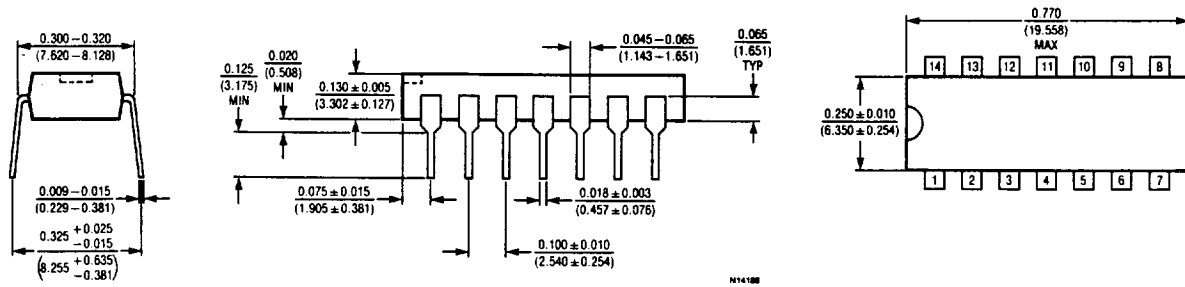 0.300 – 0.320
(7.620 – 8.128)
0.009 – 0.015
(0.229 – 0.381)
0.325 +0.025 −0.015
(8.255 +0.635 −0.381)
0.125
(3.175)
MIN
0.020
(0.508)
MIN
0.130 ± 0.005
(3.302 ± 0.127)
0.045 – 0.065
(1.143 – 1.651)
0.065
(1.651)
TYP
0.075 ± 0.015
(1.905 ± 0.381)
0.018 ± 0.003
(0.457 ± 0.076)
0.100 ± 0.010
(2.540 ± 0.254)
0.770
(19.558)
MAX
14 13 12 11 10 9 8
0.250 ± 0.010
(6.350 ± 0.254)
1 2 3 4 5 6 7